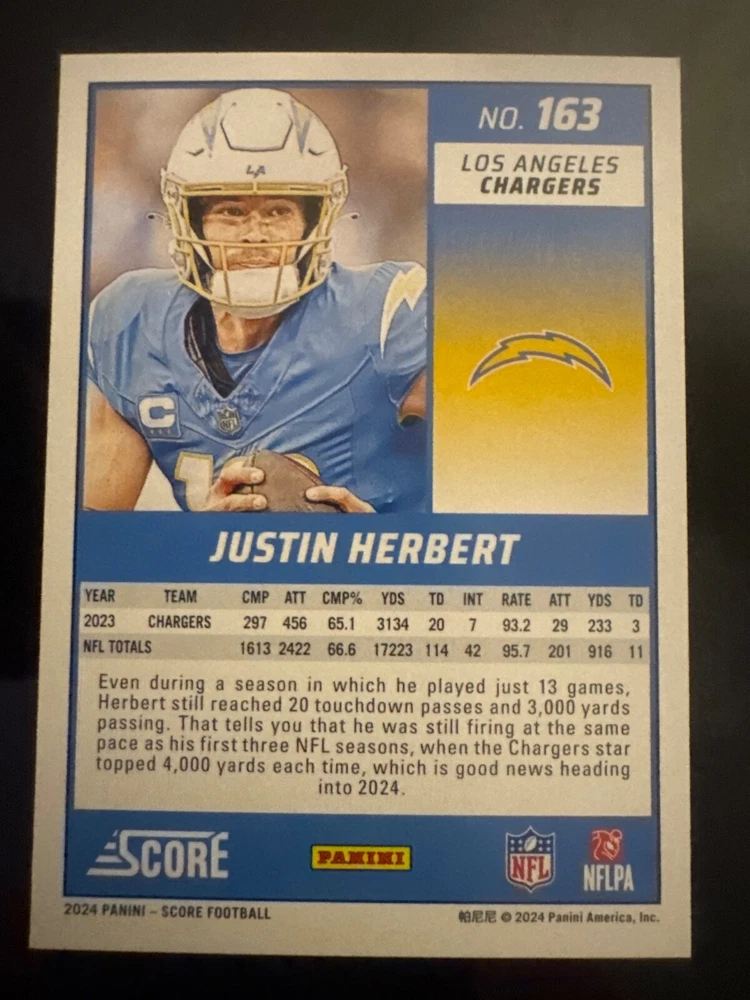 NO. 163
LOS ANGELES
CHARGERS
LA
C
NFL
1
JUSTIN HERBERT
YEAR TEAM CMP ATT CMP% YDS TD INT RATE ATT YDS TD
2023 CHARGERS 297 456 65.1 3134 20 7 93.2 29 233 3
NFL TOTALS 1613 2422 66.6 17223 114 42 95.7 201 916 11
Even during a season in which he played just 13 games,
Herbert still reached 20 touchdown passes and 3,000 yards
passing. That tells you that he was still firing at the same
pace as his first three NFL seasons, when the Chargers star
topped 4,000 yards each time, which is good news heading
into 2024.
SCORE PANINI NFL NFLPA
2024 PANINI – SCORE FOOTBALL 帕尼尼 © 2024 Panini America, Inc.